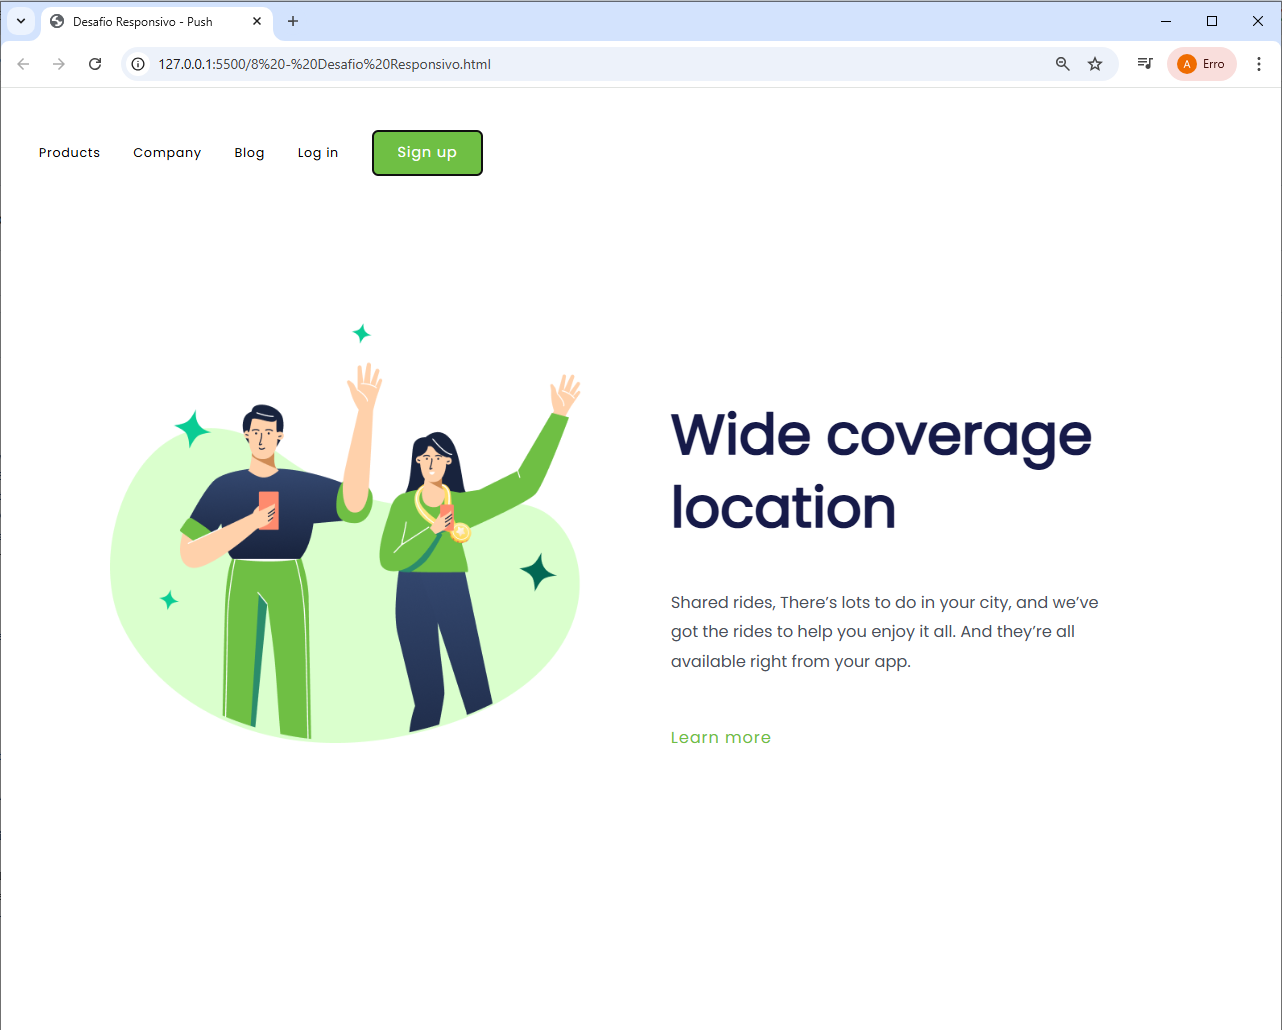 Desafio Responsivo - Push
127.0.0.1:5500/8%20-%20Desafio%20Responsivo.html
A Erro
Products Company Blog Log in Sign up
Wide coverage
location
Shared rides, There’s lots to do in your city, and we’ve
got the rides to help you enjoy it all. And they’re all
available right from your app.
Learn more